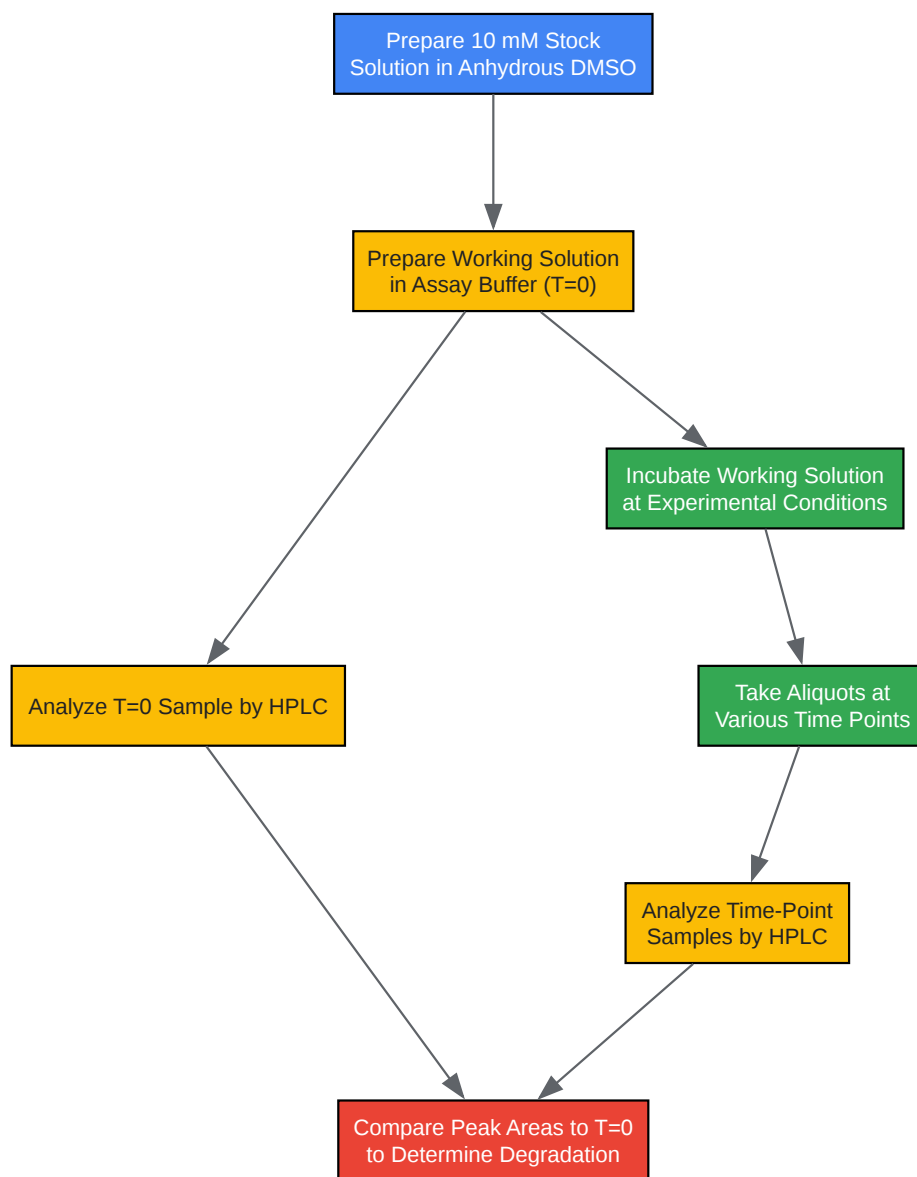 Prepare 10 mM Stock
Solution in Anhydrous DMSO
Prepare Working Solution
in Assay Buffer (T=0)
Incubate Working Solution
at Experimental Conditions
Analyze T=0 Sample by HPLC
Take Aliquots at
Various Time Points
Analyze Time-Point
Samples by HPLC
Compare Peak Areas to T=0
to Determine Degradation